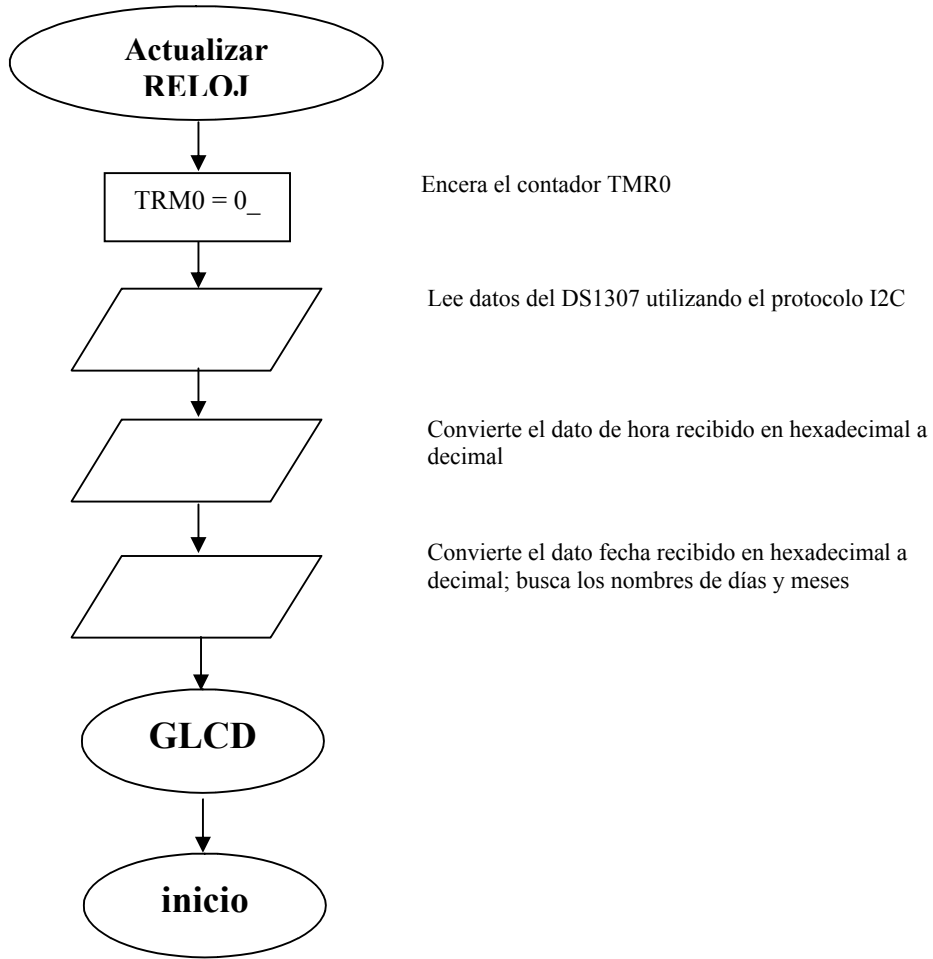 Actualizar
RELOJ
TRM0 = 0_
Encera el contador TMR0
Lee datos del DS1307 utilizando el protocolo I2C
Convierte el dato de hora recibido en hexadecimal a
decimal
Convierte el dato fecha recibido en hexadecimal a
decimal; busca los nombres de días y meses
GLCD
inicio